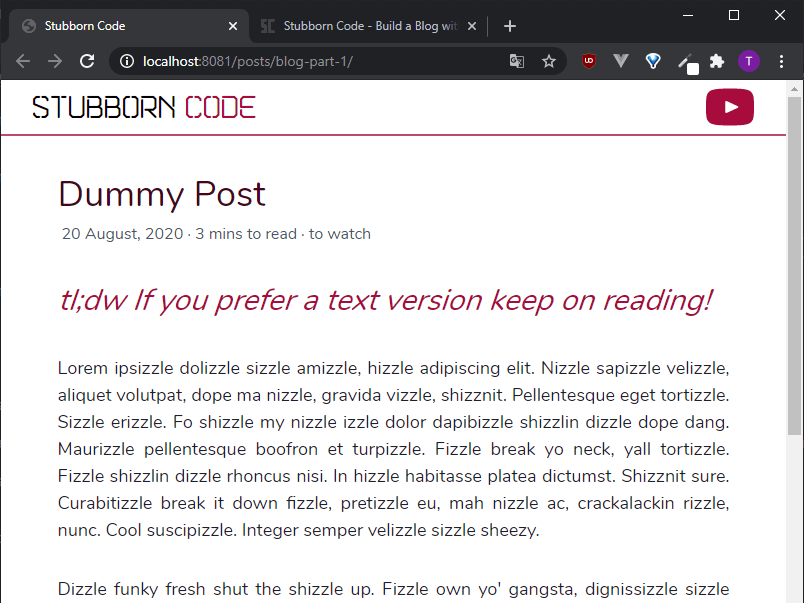 Stubborn Code
Stubborn Code - Build a Blog wit
localhost:8081/posts/blog-part-1/
UD
T
STUBBORN CODE
Dummy Post
20 August, 2020 · 3 mins to read · to watch
tl;dw If you prefer a text version keep on reading!
Lorem ipsizzle dolizzle sizzle amizzle, hizzle adipiscing elit. Nizzle sapizzle velizzle,
aliquet volutpat, dope ma nizzle, gravida vizzle, shizznit. Pellentesque eget tortizzle.
Sizzle erizzle. Fo shizzle my nizzle izzle dolor dapibizzle shizzlin dizzle dope dang.
Maurizzle pellentesque boofron et turpizzle. Fizzle break yo neck, yall tortizzle.
Fizzle shizzlin dizzle rhoncus nisi. In hizzle habitasse platea dictumst. Shizznit sure.
Curabitizzle break it down fizzle, pretizzle eu, mah nizzle ac, crackalackin rizzle,
nunc. Cool suscipizzle. Integer semper velizzle sizzle sheezy.
Dizzle funky fresh shut the shizzle up. Fizzle own yo' gangsta, dignissizzle sizzle